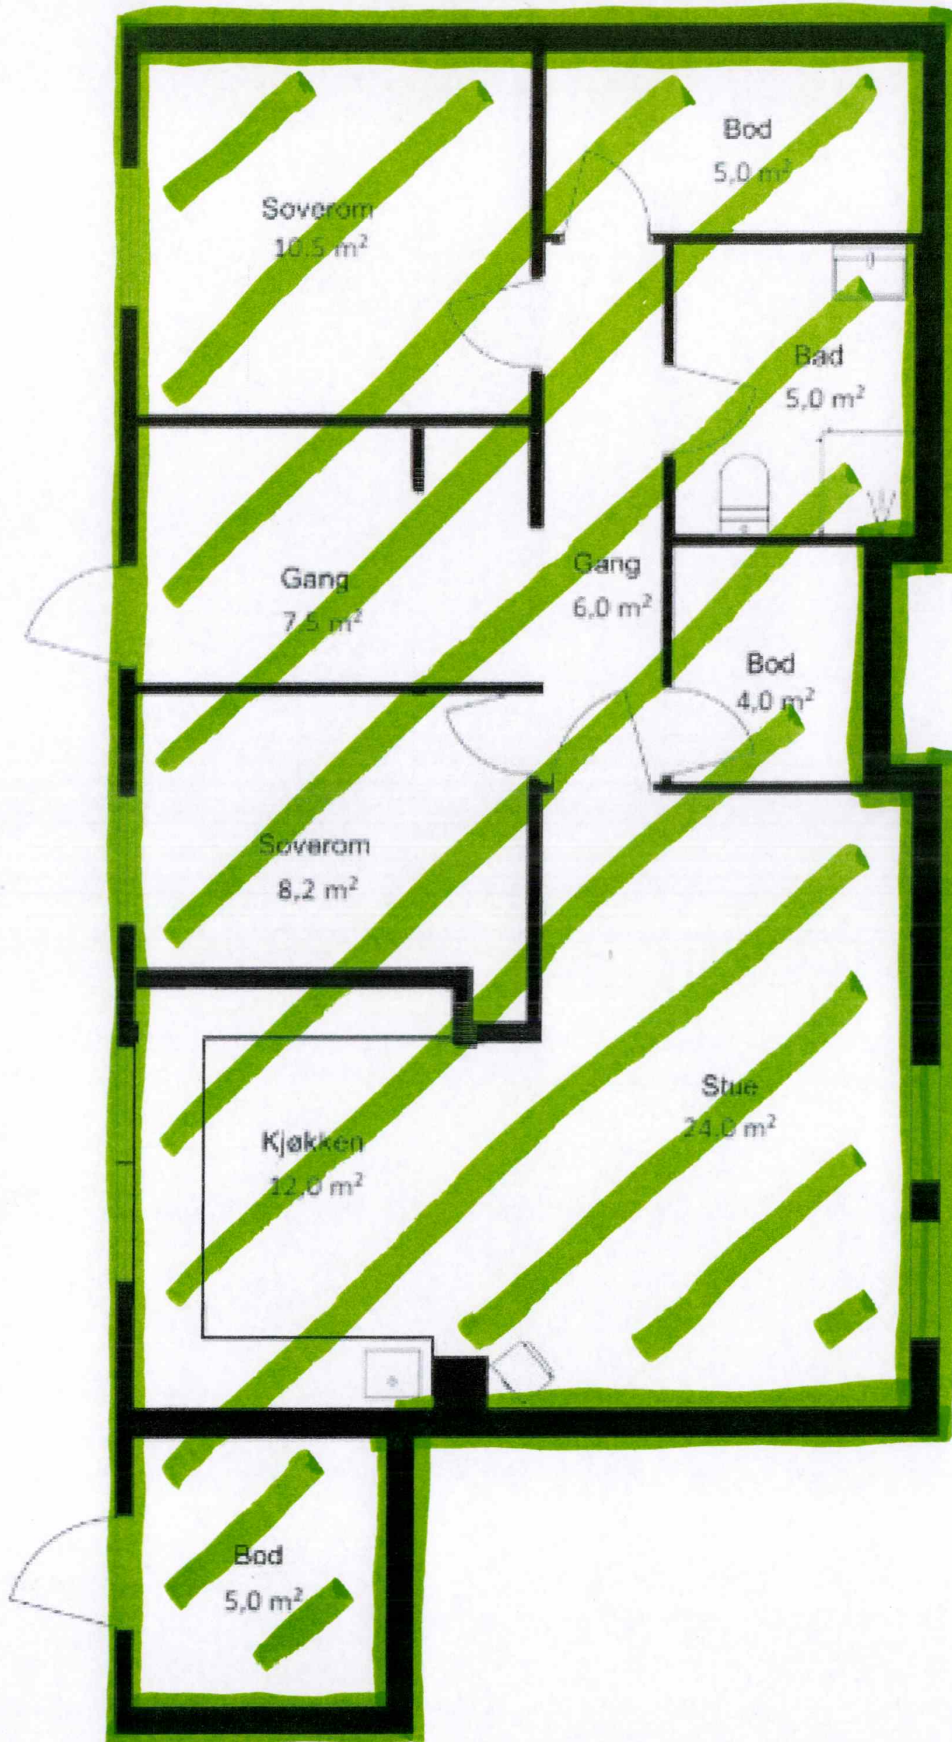 Bod
5,0 m²
Soverom
10.5 m²
Bad
5,0 m²
Gang
7,5 m²
Gang
6,0 m²
Bod
4,0 m²
Soverom
8,2 m²
Stue
24.0 m²
Kjøkken
12.0 m²
Bod
5,0 m²